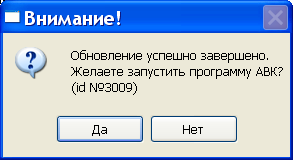 Внимание!
Обновление успешно завершено.
Желаете запустить программу АВК?
(id №3009)
Да
Нет